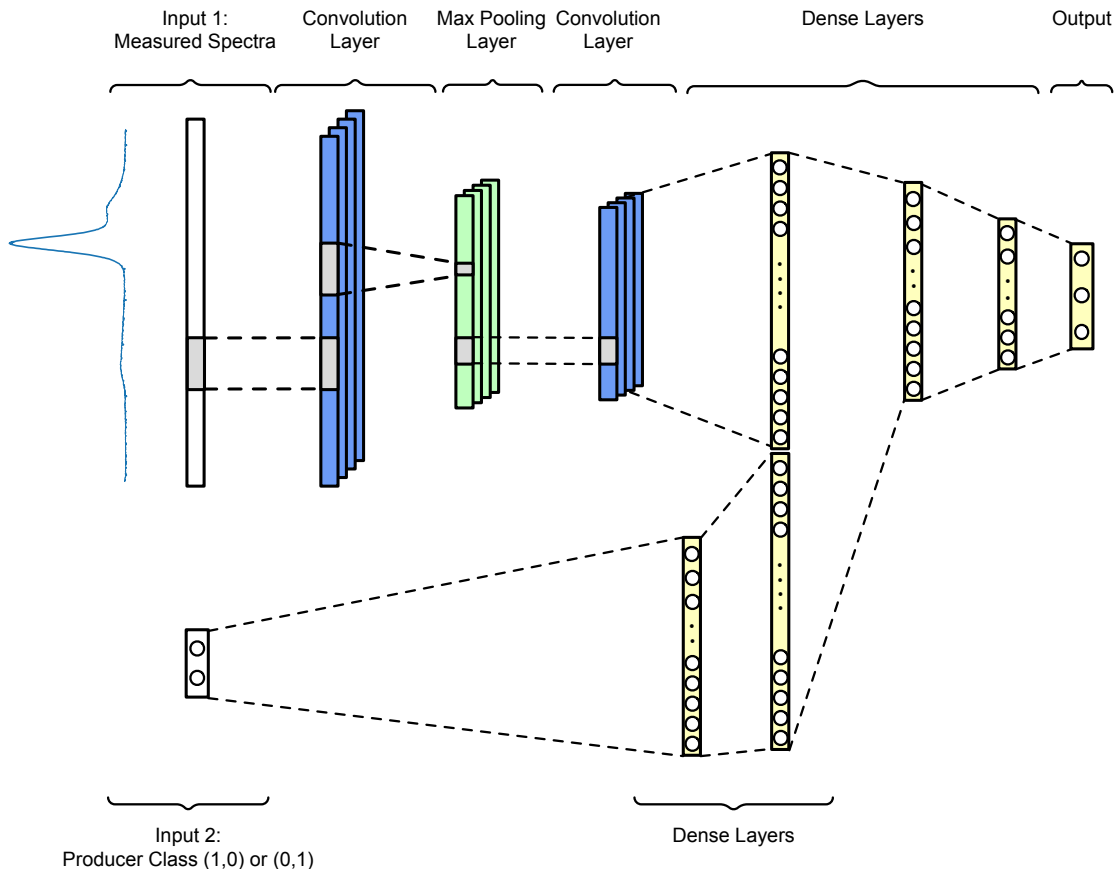 Input 1:
Measured Spectra
Convolution
Layer
Max Pooling
Layer
Convolution
Layer
Dense Layers
Output
Input 2:
Producer Class (1,0) or (0,1)
Dense Layers